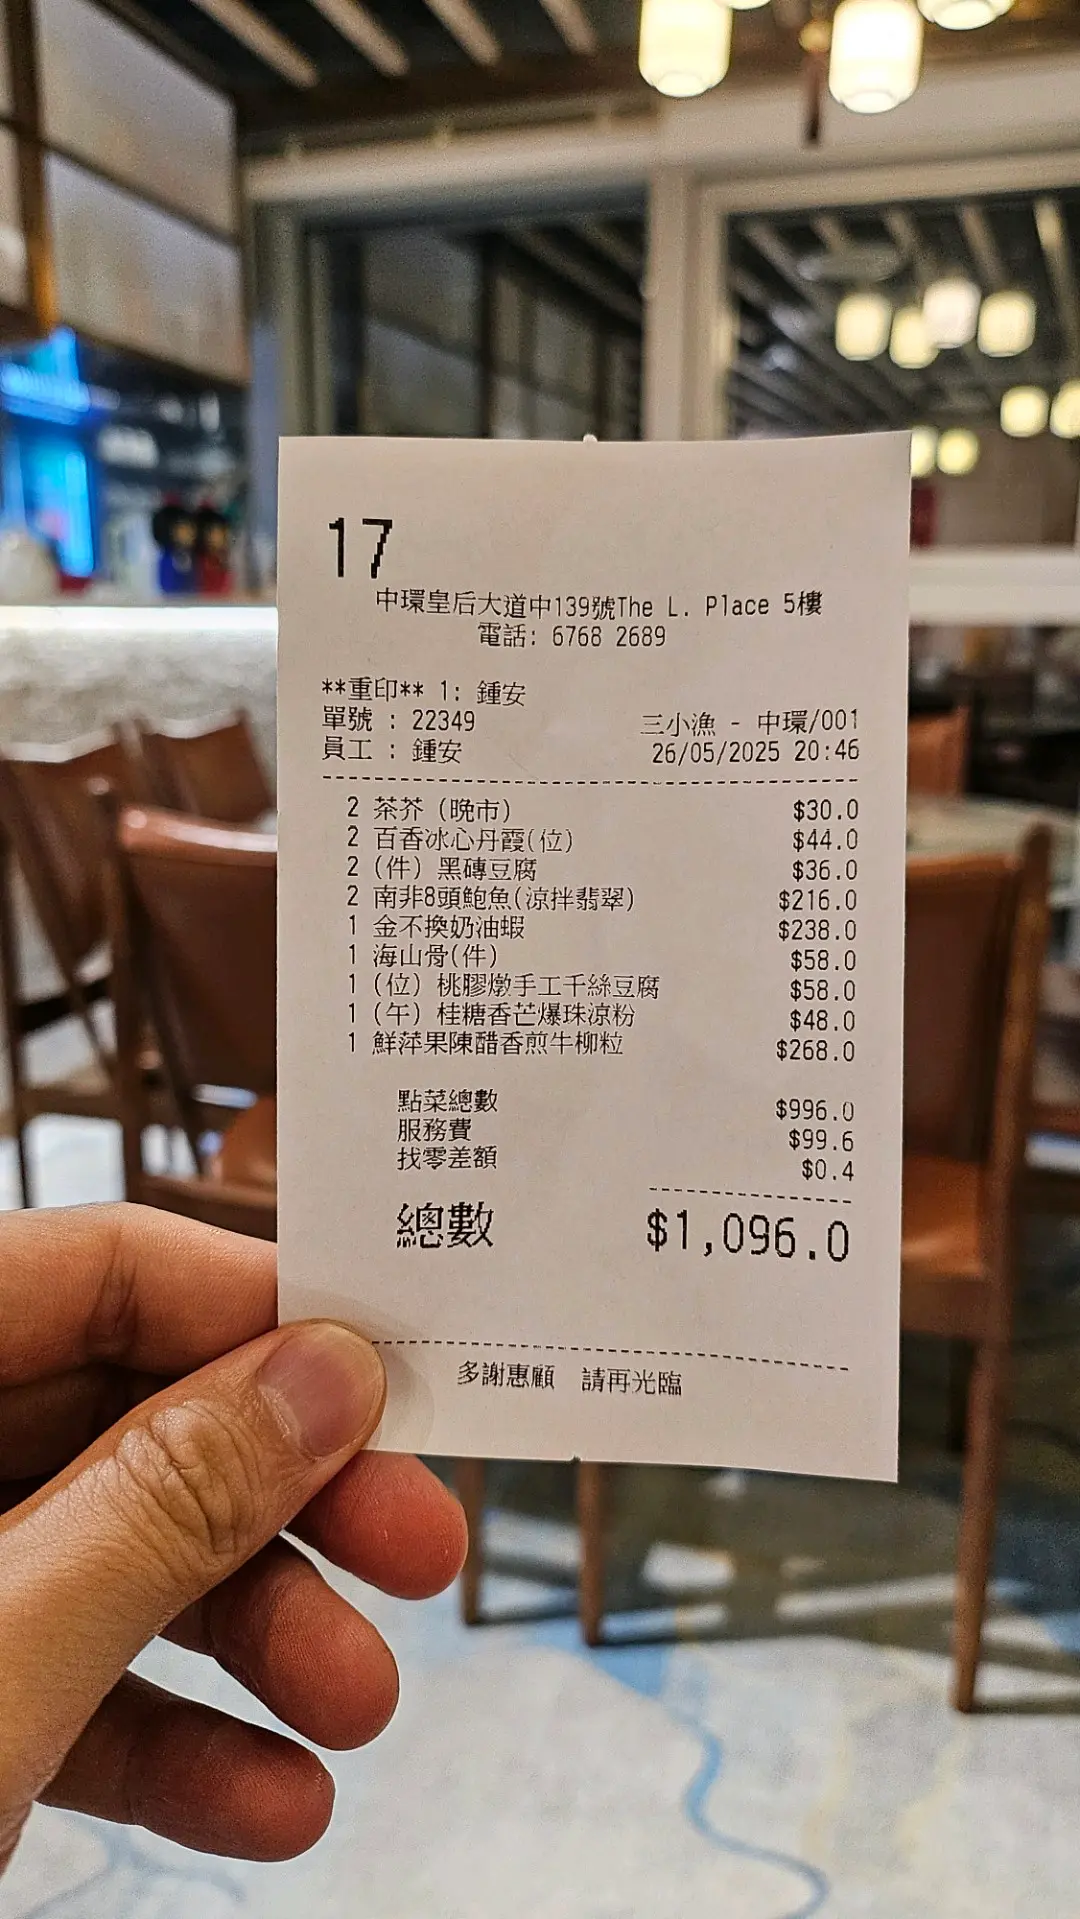 17
中環皇后大道中139號The L. Place 5樓
電話: 6768 2689
**重印** 1: 鍾安
單號 : 22349 三小漁 - 中環/001
員工 : 鍾安 26/05/2025 20:46
2 茶芥 (晚市) $30.0
2 百香冰心丹霞(位) $44.0
2 (件) 黑磚豆腐 $36.0
2 南非8頭鮑魚(涼拌翡翠) $216.0
1 金不換奶油蝦 $238.0
1 海山骨(件) $58.0
1 (位) 桃膠燉手工千絲豆腐 $58.0
1 (午) 桂糖香芒爆珠涼粉 $48.0
1 鮮萍果陳醋香煎牛柳粒 $268.0
點菜總數 $996.0
服務費 $99.6
找零差額 $0.4
總數 $1,096.0
多謝惠顧 請再光臨